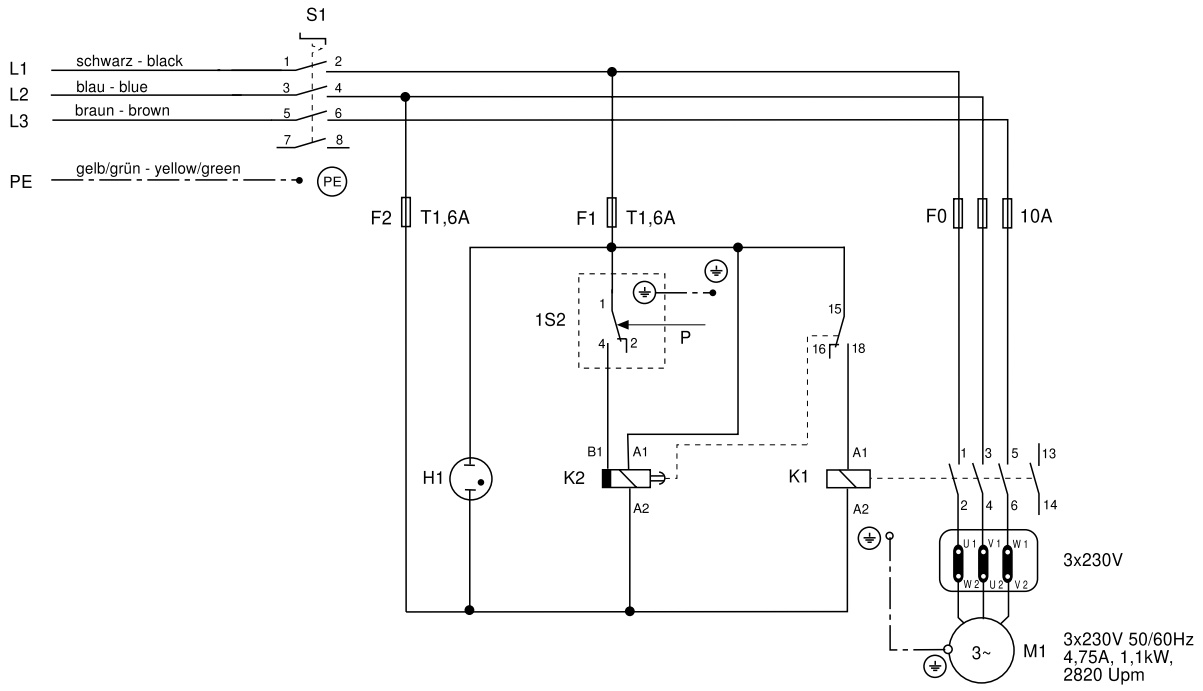 S1
L1 schwarz - black 1 2
L2 blau - blue 3 4
L3 braun - brown 5 6
7 8
PE gelb/grün - yellow/green PE
F2 T1,6A F1 T1,6A F0 10A
1S2 1 4 2 P
15 16 18
H1
B1 A1
K2
A2
A1
K1
A2
1 3 5 13
2 4 6 14
U1 V1 W1
W2 U2 V2
3x230V
3~ M1
3x230V 50/60Hz
4,75A, 1,1kW,
2820 Upm